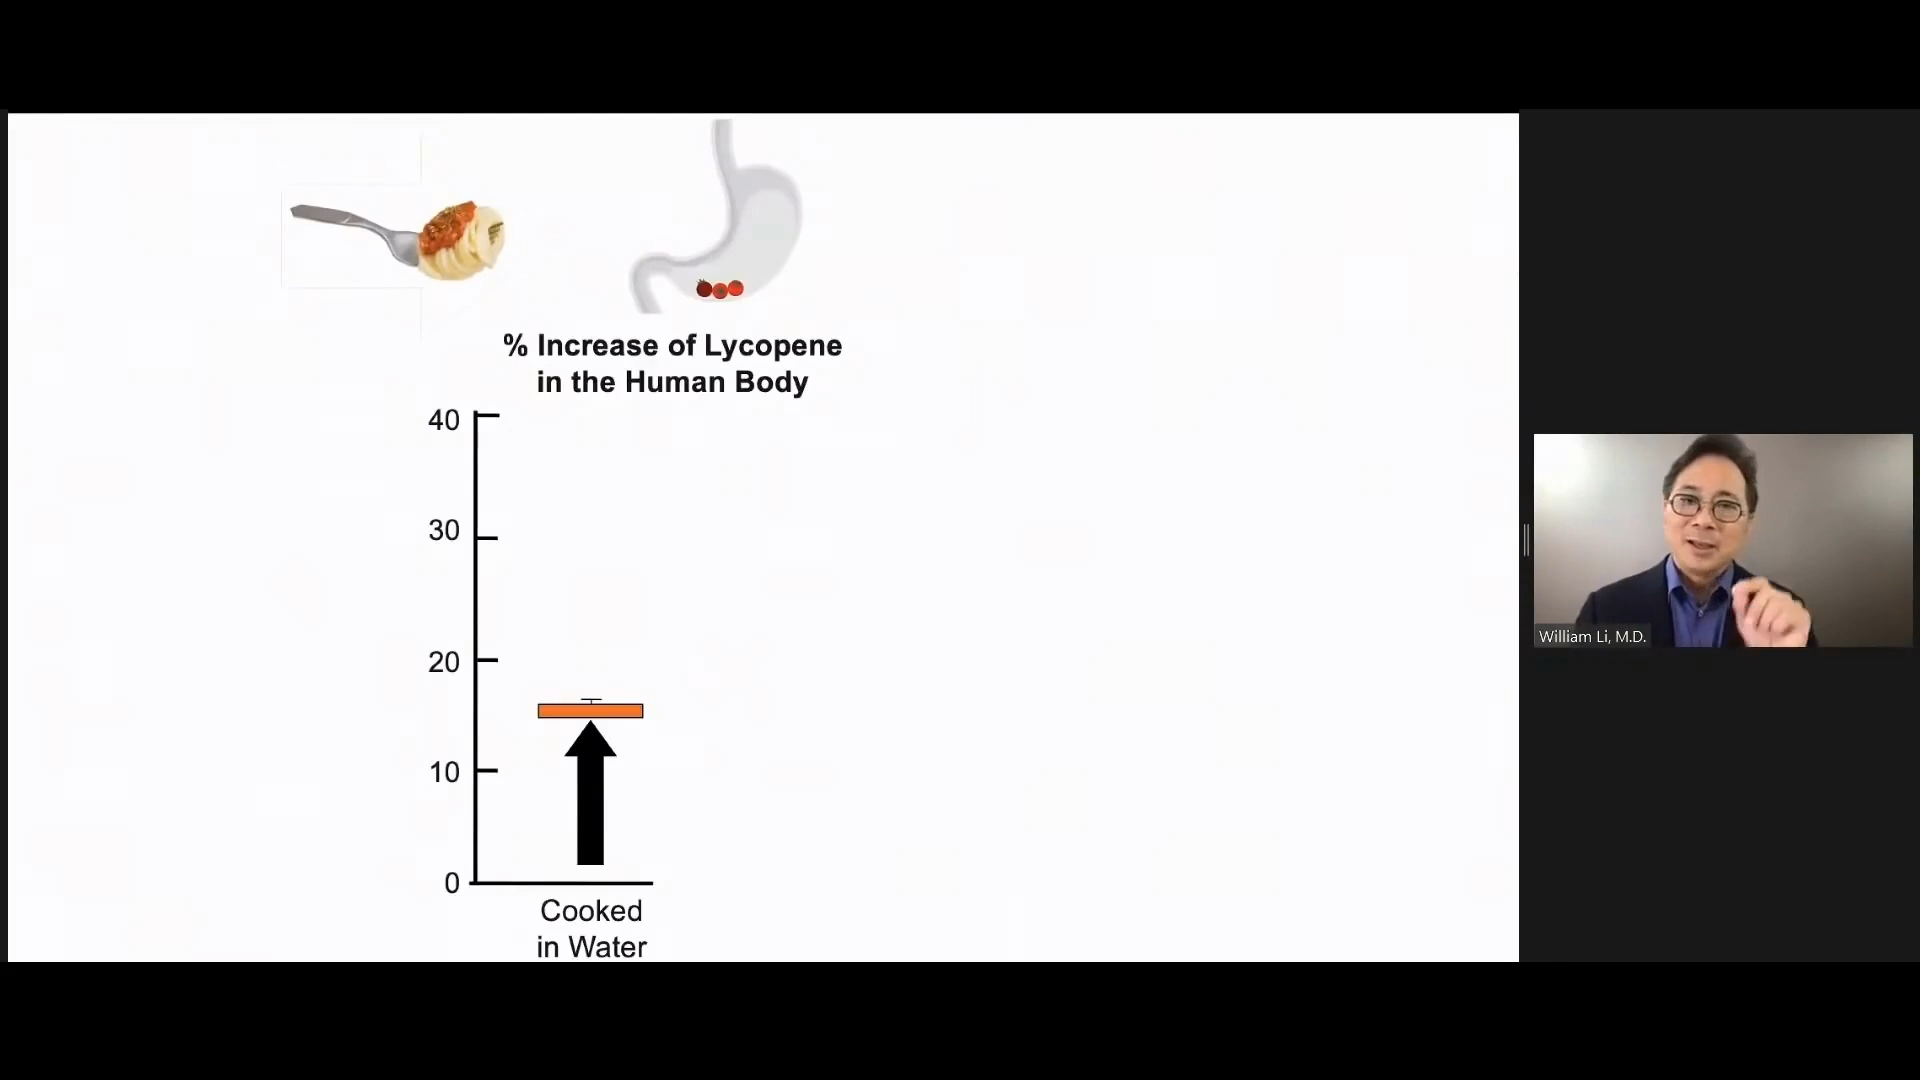 % Increase of Lycopene
in the Human Body
40
30
20
10
0
Cooked
in Water
William Li, M.D.